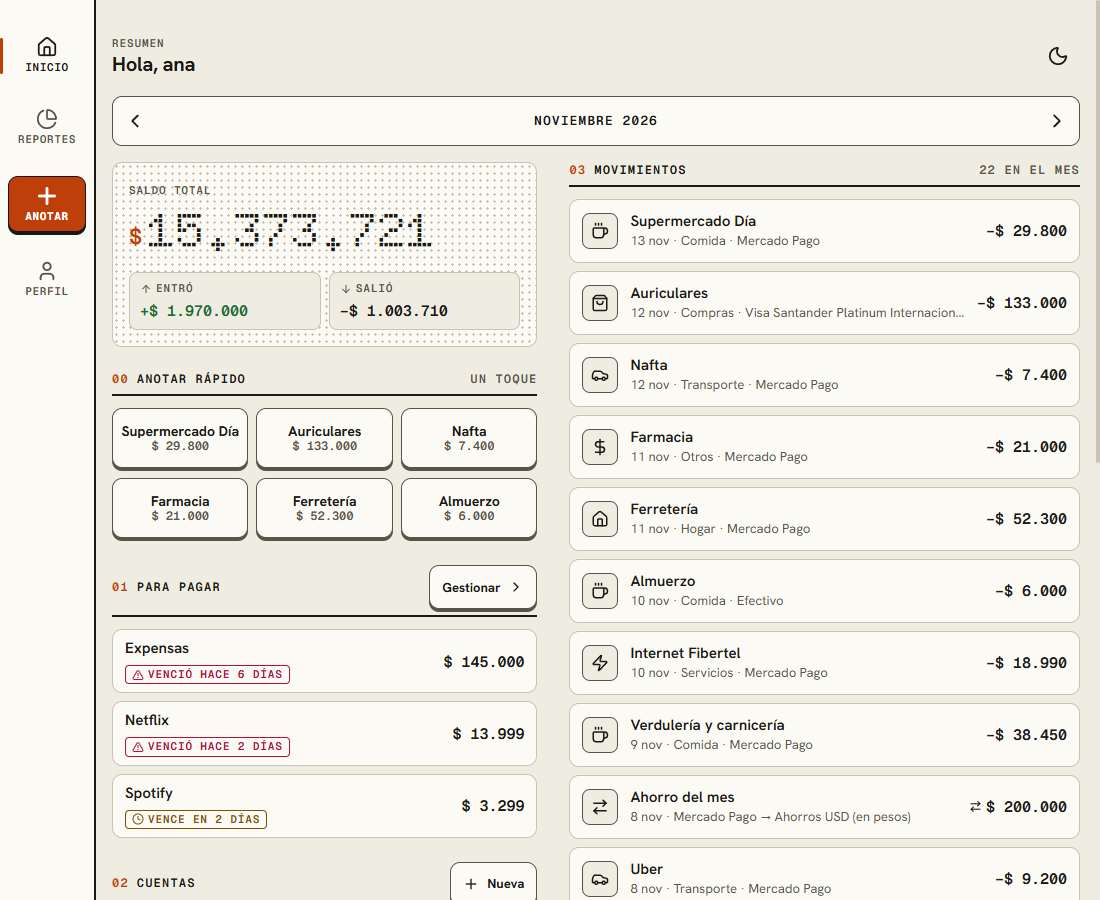 INICIO
REPORTES
ANOTAR
PERFIL
RESUMEN
Hola, ana
NOVIEMBRE 2026
SALDO TOTAL
$15,373,721
ENTRÓ
+$ 1.970.000
SALIÓ
−$ 1.003.710
00 ANOTAR RÁPIDO UN TOQUE
Supermercado Día
$ 29.800
Auriculares
$ 133.000
Nafta
$ 7.400
Farmacia
$ 21.000
Ferretería
$ 52.300
Almuerzo
$ 6.000
01 PARA PAGAR Gestionar
Expensas
VENCIÓ HACE 6 DÍAS
$ 145.000
Netflix
VENCIÓ HACE 2 DÍAS
$ 13.999
Spotify
VENCE EN 2 DÍAS
$ 3.299
02 CUENTAS Nueva
03 MOVIMIENTOS 22 EN EL MES
Supermercado Día
13 nov · Comida · Mercado Pago
−$ 29.800
Auriculares
12 nov · Compras · Visa Santander Platinum Internacion...
−$ 133.000
Nafta
12 nov · Transporte · Mercado Pago
−$ 7.400
Farmacia
11 nov · Otros · Mercado Pago
−$ 21.000
Ferretería
11 nov · Hogar · Mercado Pago
−$ 52.300
Almuerzo
10 nov · Comida · Efectivo
−$ 6.000
Internet Fibertel
10 nov · Servicios · Mercado Pago
−$ 18.990
Verdulería y carnicería
9 nov · Comida · Mercado Pago
−$ 38.450
Ahorro del mes
8 nov · Mercado Pago → Ahorros USD (en pesos)
⇄ $ 200.000
Uber
8 nov · Transporte · Mercado Pago
−$ 9.200